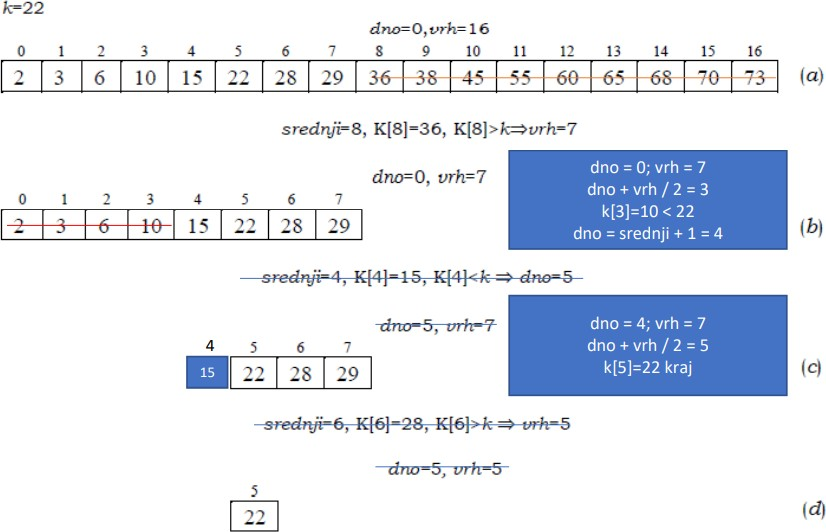 k=22
dno=0,vrh=16
0 1 2 3 4 5 6 7 8 9 10 11 12 13 14 15 16
2 3 6 10 15 22 28 29 36 38 45 55 60 65 68 70 73 (a)
srednji=8, K[8]=36, K[8]>k⇒vrh=7
dno=0, vrh=7
0 1 2 3 4 5 6 7
2 3 6 10 15 22 28 29 (b)
dno = 0; vrh = 7
dno + vrh / 2 = 3
k[3]=10 < 22
dno = srednji + 1 = 4
srednji=4, K[4]=15, K[4]<k ⇒ dno=5
dno=5, vrh=7
4 5 6 7
15 22 28 29 (c)
dno = 4; vrh = 7
dno + vrh / 2 = 5
k[5]=22 kraj
srednji=6, K[6]=28, K[6]>k ⇒ vrh=5
dno=5, vrh=5
5
22 (d)